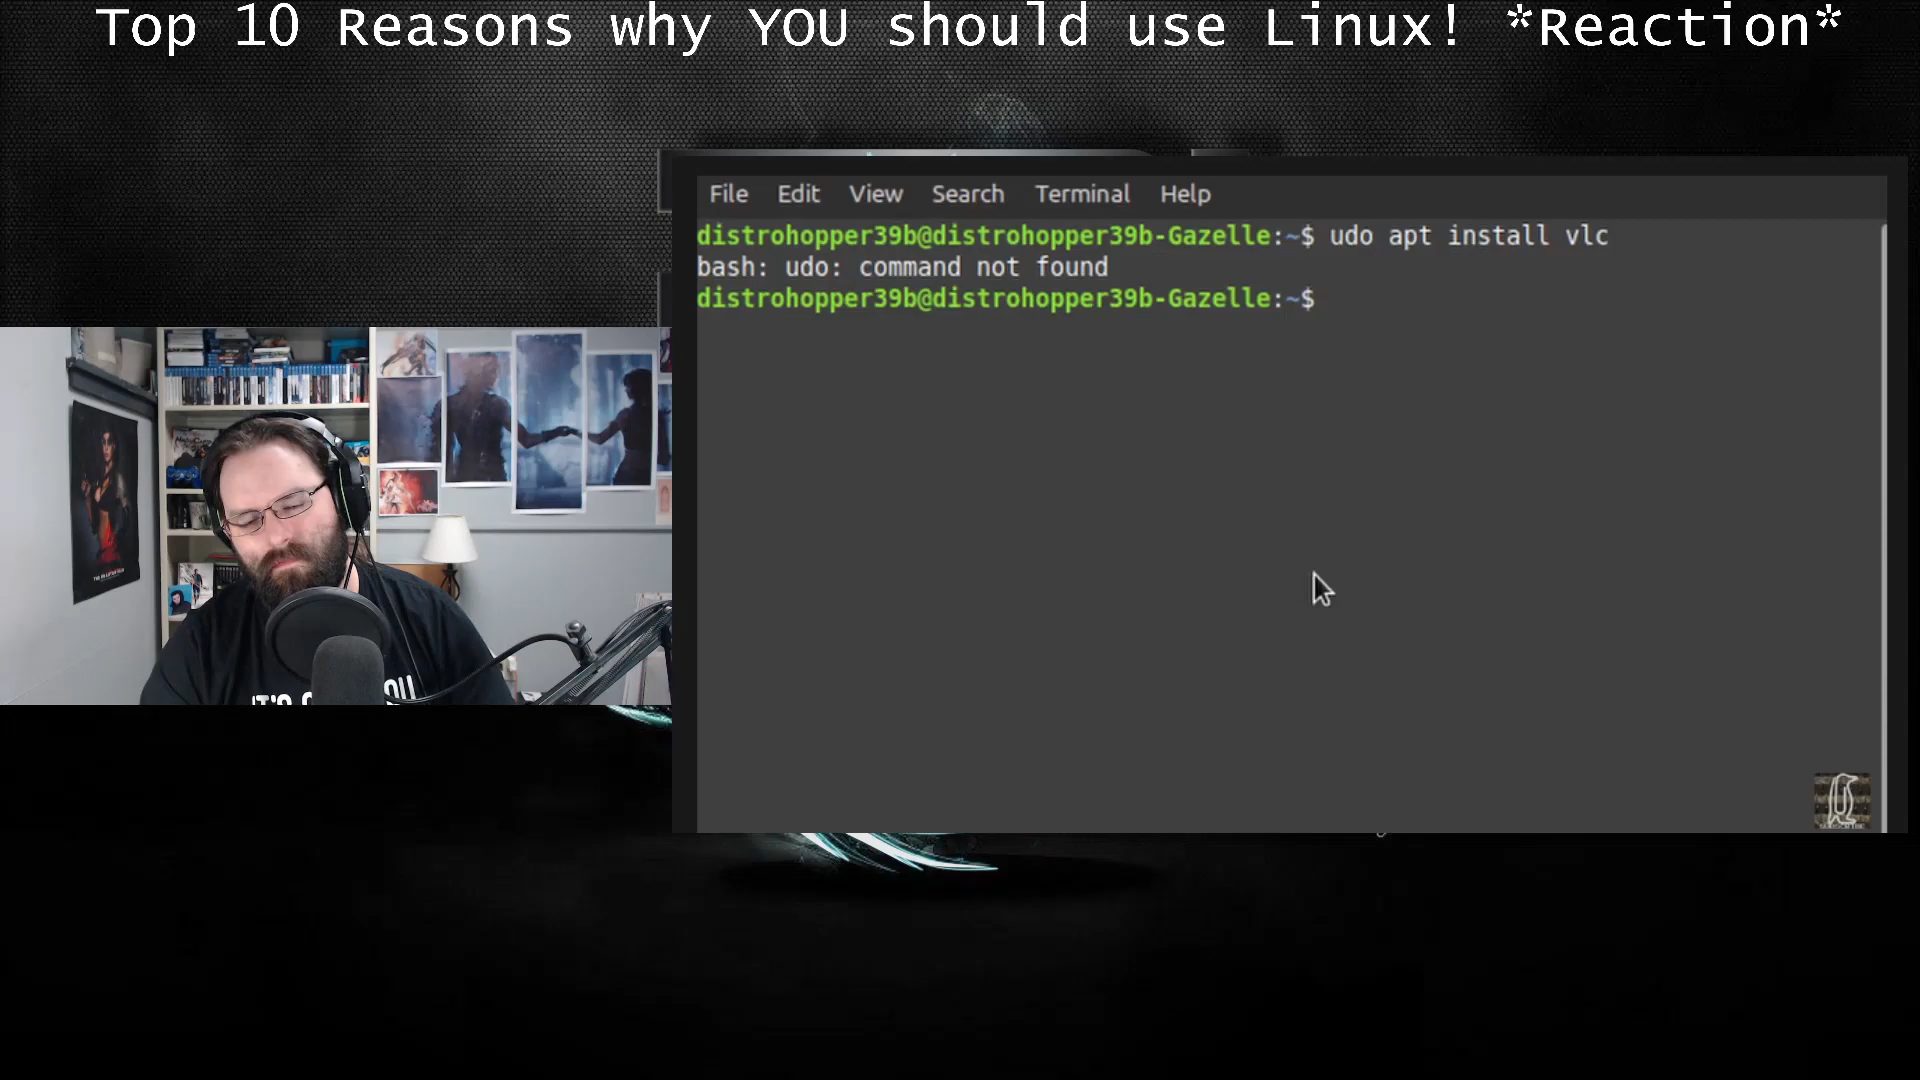 Top 10 Reasons why YOU should use Linux! *Reaction*
File Edit View Search Terminal Help
distrohopper39b@distrohopper39b-Gazelle:~$ udo apt install vlc
bash: udo: command not found
distrohopper39b@distrohopper39b-Gazelle:~$
SUBSCRIBE